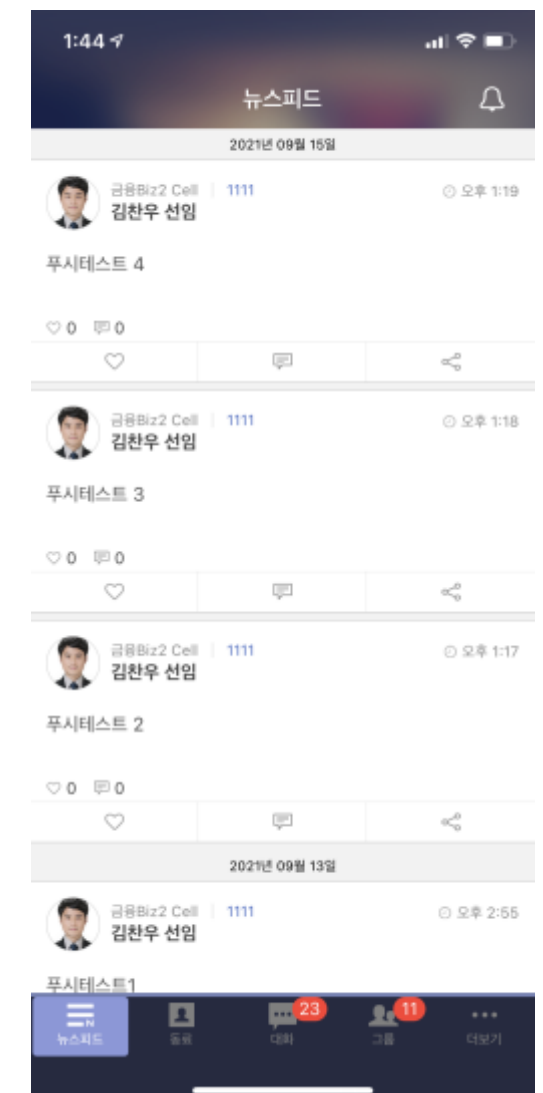 1:44
뉴스피드
2021년 09월 15일
금융Biz2 Cell 1111 오후 1:19
김찬우 선임
푸시테스트 4
0 0
금융Biz2 Cell 1111 오후 1:18
김찬우 선임
푸시테스트 3
0 0
금융Biz2 Cell 1111 오후 1:17
김찬우 선임
푸시테스트 2
0 0
2021년 09월 13일
금융Biz2 Cell 1111 오후 2:55
김찬우 선임
푸시테스트1
N 23 11
뉴스피드 동료 대화 그룹 더보기